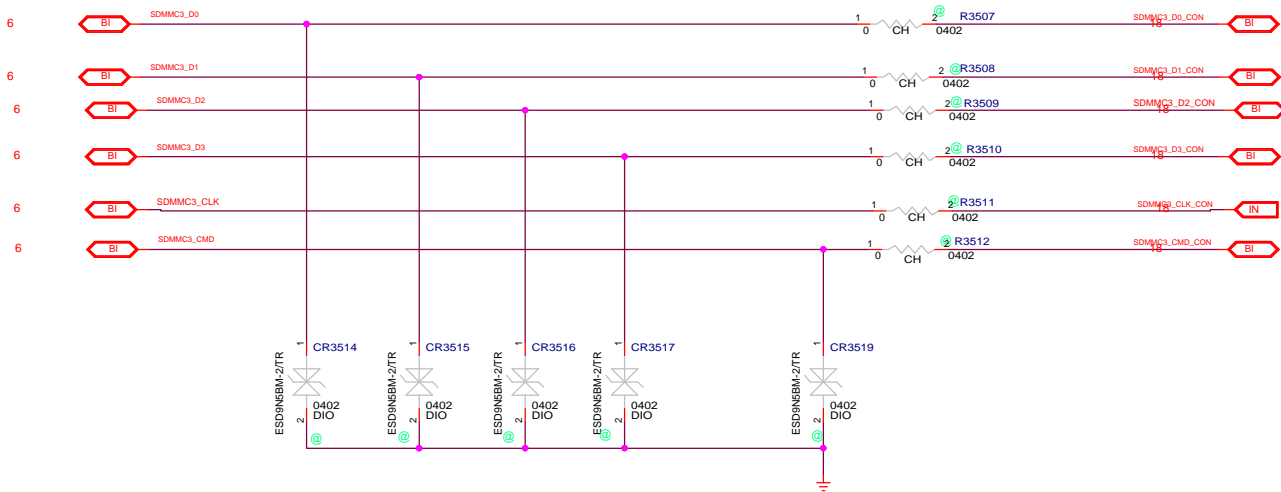 6 BI SDMMC3_D0 1 0 CH 2 @ R3507 0402 SDMMC3_D0_CON 18 BI
6 BI SDMMC3_D1 1 0 CH 2 @ R3508 0402 SDMMC3_D1_CON 18 BI
6 BI SDMMC3_D2 1 0 CH 2 @ R3509 0402 SDMMC3_D2_CON 18 BI
6 BI SDMMC3_D3 1 0 CH 2 @ R3510 0402 SDMMC3_D3_CON 18 BI
6 BI SDMMC3_CLK 1 0 CH 2 @ R3511 0402 SDMMC3_CLK_CON 18 IN
6 BI SDMMC3_CMD 1 0 CH 2 @ R3512 0402 SDMMC3_CMD_CON 18 BI
1 CR3514 ESD9N5BM-2/TR 0402 DIO 2 @
1 CR3515 ESD9N5BM-2/TR 0402 DIO 2 @
1 CR3516 ESD9N5BM-2/TR 0402 DIO 2 @
1 CR3517 ESD9N5BM-2/TR 0402 DIO 2 @
1 CR3519 ESD9N5BM-2/TR 0402 DIO 2 @